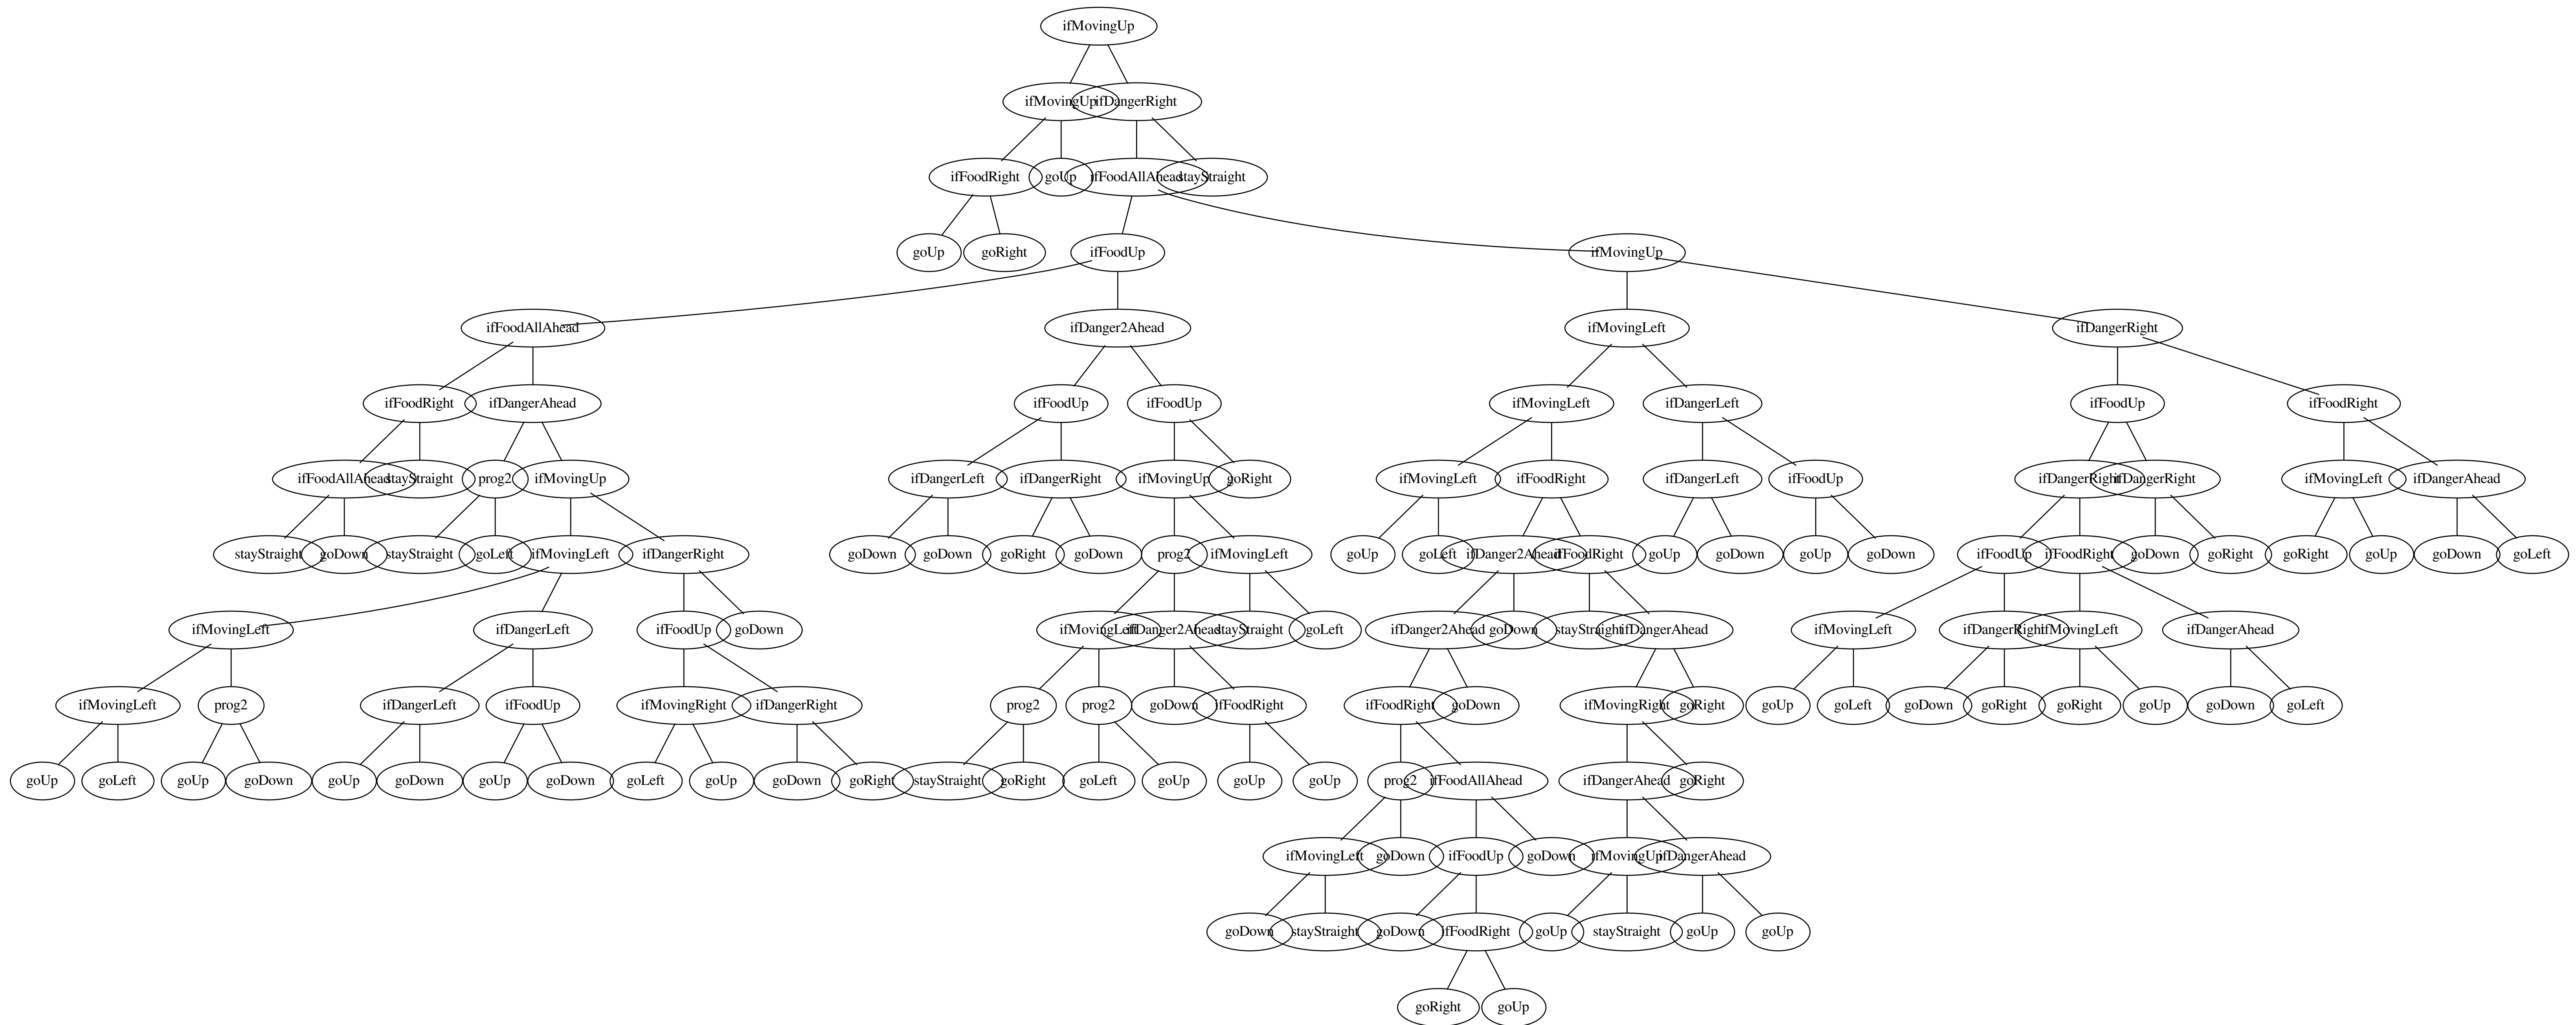 ifMovingUp
ifMovingUp ifDangerRight
ifFoodRight goUp ifFoodAllAhead stayStraight
goUp goRight ifFoodUp ifMovingUp
ifFoodAllAhead ifDanger2Ahead ifMovingLeft ifDangerRight
ifFoodRight ifDangerAhead ifFoodUp ifFoodUp ifMovingLeft ifDangerLeft ifFoodUp ifFoodRight
ifFoodAllAhead stayStraight prog2 ifMovingUp ifDangerLeft ifDangerRight ifMovingUp goRight ifMovingLeft ifFoodRight ifDangerLeft ifFoodUp ifDangerRight ifDangerRight ifMovingLeft ifDangerAhead
stayStraight goDown stayStraight goLeft ifMovingLeft ifDangerRight goDown goDown goRight goDown prog2 ifMovingLeft goUp goLeft ifDanger2Ahead ifFoodRight goUp goDown goUp goDown ifFoodUp ifFoodRight goDown goRight goRight goUp goDown goLeft
ifMovingLeft ifDangerLeft ifFoodUp goDown ifMovingLeft ifDanger2Ahead stayStraight goLeft ifDanger2Ahead goDown stayStraight ifDangerAhead ifMovingLeft ifDangerRight ifMovingLeft ifDangerAhead
ifMovingLeft prog2 ifDangerLeft ifFoodUp ifMovingRight ifDangerRight prog2 prog2 goDown ifFoodRight ifFoodRight goDown ifMovingRight goRight goUp goLeft goDown goRight goRight goUp goDown goLeft
goUp goLeft goUp goDown goUp goDown goUp goDown goLeft goUp goDown goRight stayStraight goRight goLeft goUp goUp goUp prog2 ifFoodAllAhead ifDangerAhead goRight
ifMovingLeft goDown ifFoodUp goDown ifMovingUp ifDangerAhead
goDown stayStraight goDown ifFoodRight goUp stayStraight goUp goUp
goRight goUp